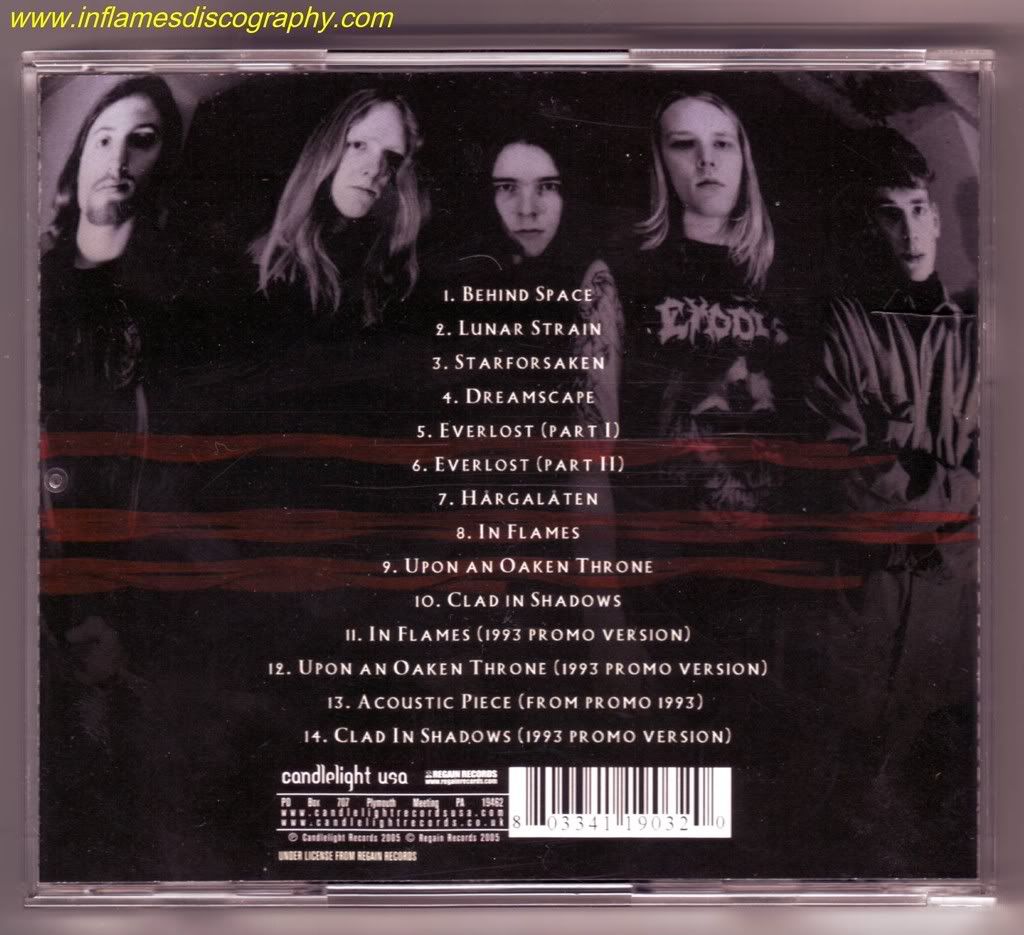 www.inflamesdiscography.com
1. Behind Space
2. Lunar Strain
3. Starforsaken
4. Dreamscape
5. Everlost (part I)
6. Everlost (part II)
7. Hårgalåten
8. In Flames
9. Upon an Oaken Throne
10. Clad in Shadows
11. In Flames (1993 promo version)
12. Upon an Oaken Throne (1993 promo version)
13. Acoustic Piece (from promo 1993)
14. Clad In Shadows (1993 promo version)
candlelight usa REGAIN RECORDS
www.regainrecords.com
PO Box 707 Plymouth Meeting PA 19462
www.candlelightrecordsusa.com
www.candlelightrecords.co.uk
℗ Candlelight Records 2005 © Regain Records 2005
UNDER LICENSE FROM REGAIN RECORDS
8 03341 19032 0